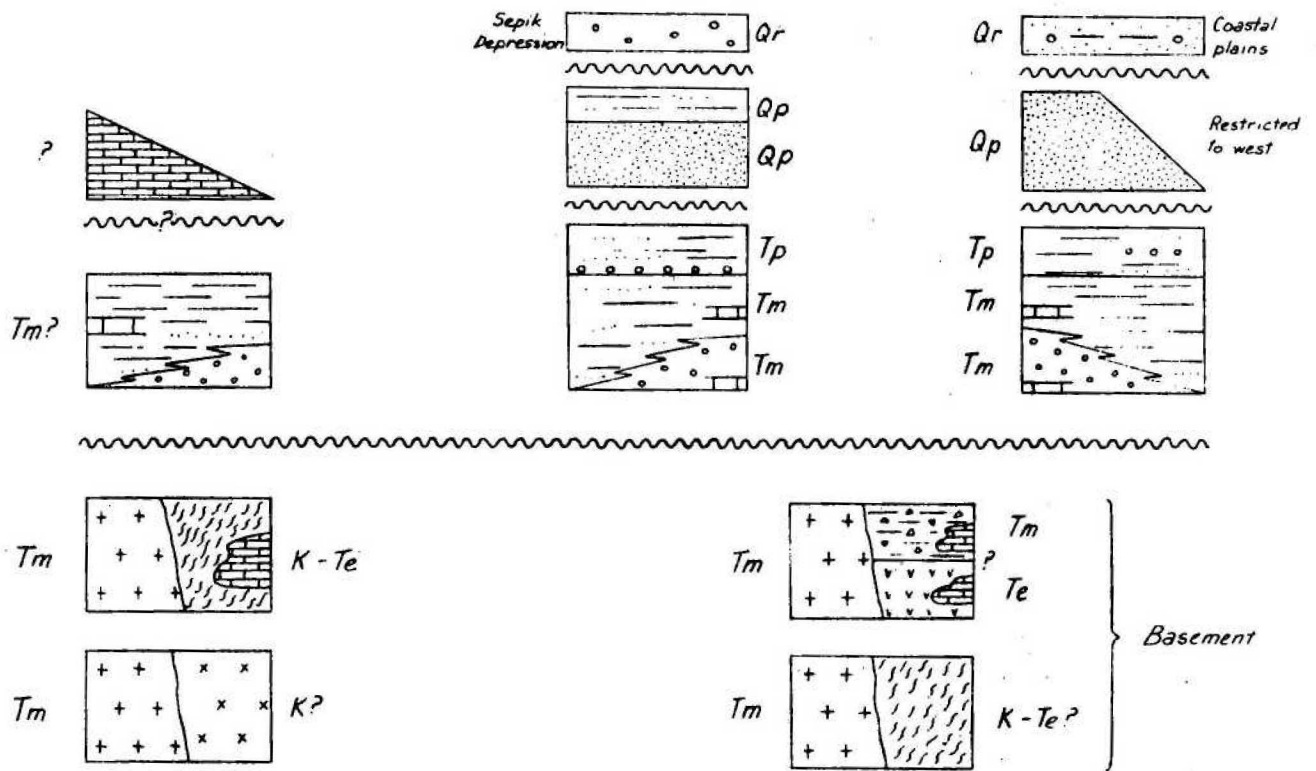 Sepik
Depression
Qr
Qr
Coastal
plains
Qp
Qp
?
Qp
Restricted
to west
?
Tp
Tm
Tm
Tm?
Tp
Tm
Tm
Tm
K - Te
Tm
?
Tm
Te
Basement
Tm
K?
Tm
K - Te?